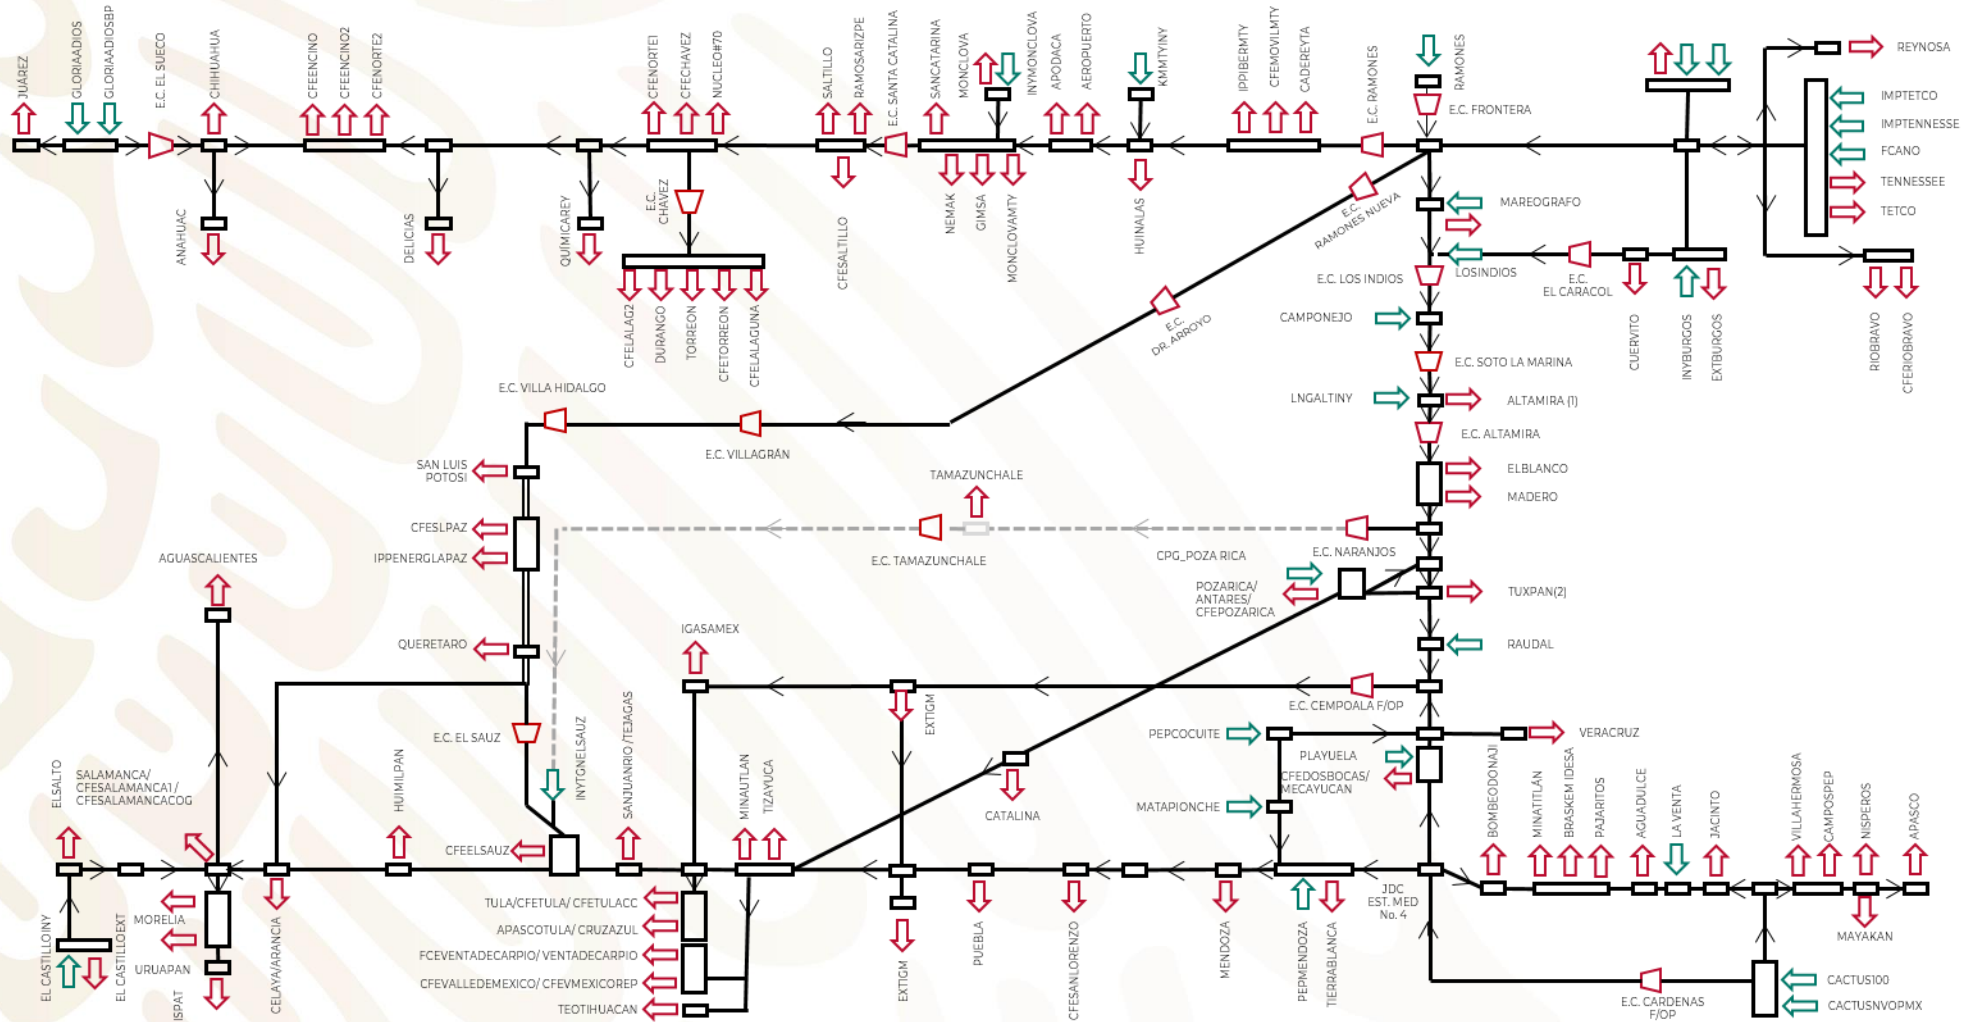 JUÁREZ
GLORIAADIOS
GLORIAADIOSBP
E.C. EL SUECO
CHIHUAHUA
CFEENCINO
CFEENCINO2
CFENORTE2
CFENORTE1
CFECHAVEZ
NUCLEO#70
SALTILLO
RAMOSARIZPE
E.C. SANTA CATALINA
SANCATARINA
MONCLOVA
INYMONCLOVA
APODACA
AEROPUERTO
KMMTYINY
IPPIBERMTY
CFEMOVILMTY
CADEREYTA
E.C. RAMONES
RAMONES
E.C. FRONTERA
REYNOSA
IMPTETCO
IMPTENNESSE
FCANO
TENNESSEE
TETCO
ANAHUAC
DELICIAS
QUÍMICAREY
E.C.
CHAVEZ
CFELALAG2
DURANGO
TORREON
CFETORREON
CFELALAGUNA
CFESALTILLO
NEMAK
GIMSA
MONCLOVAMTY
HUINALAS
E.C.
RAMONES NUEVA
E.C.
DR. ARROYO
MAREOGRAFO
LOSINDIOS
E.C. LOS INDIOS
E.C.
EL CARACOL
CUERVITO
INYBURGOS
EXTBURGOS
RIOBRAVO
CFERIOBRAVO
CAMPONEJO
E.C. SOTO LA MARINA
LNGALTINY
ALTAMIRA (1)
E.C. ALTAMIRA
E.C. VILLA HIDALGO
E.C. VILLAGRÁN
SAN LUIS
POTOSI
CFESLPAZ
IPPENERGLAPAZ
TAMAZUNCHALE
E.C. TAMAZUNCHALE
ELBLANCO
MADERO
CPG_POZA RICA
E.C. NARANJOS
POZARICA/
ANTARES/
CFEPOZARICA
TUXPAN(2)
RAUDAL
AGUASCALIENTES
QUERETARO
IGASAMEX
E.C. CEMPOALA F/OP
EXTIGM
PEPCOCUITE
PLAYUELA
CFEDOSBOCAS/
MECAYUCAN
VERACRUZ
E.C. EL SAUZ
INYTGNELSAUZ
SANJUANRIO /TEJAGAS
CATALINA
MATAPIONCHE
ELSALTO
SALAMANCA/
CFESALAMANCA1 /
CFESALAMANCACOG
HUIMILPAN
CFEELSAUZ
MINAUTLAN
TIZAYUCA
BOMBEODONAJI
MINATITLÁN
BRASKEM IDESA
PAJARITOS
AGUADULCE
LA VENTA
JACINTO
VILLAHERMOSA
CAMPOSPEP
NISPEROS
APASCO
EL CASTILLOINY
EL CASTILLOEXT
MORELIA
URUAPAN
ISPAT
CELAYA/ARANCIA
TULA/CFETULA/ CFETULACC
APASCOTULA/ CRUZAZUL
FCEVENTADECARPIO/ VENTADECARPIO
CFEVALLEDEMEXICO/ CFEVMEXICOREP
TEOTIHUACAN
EXTIGM
PUEBLA
CFESANLORENZO
MENDOZA
PEPMENDOZA
TIERRABLANCA
JDC
EST. MED
No. 4
MAYAKAN
E.C. CARDENAS
F/OP
CACTUS100
CACTUSNVOPMX